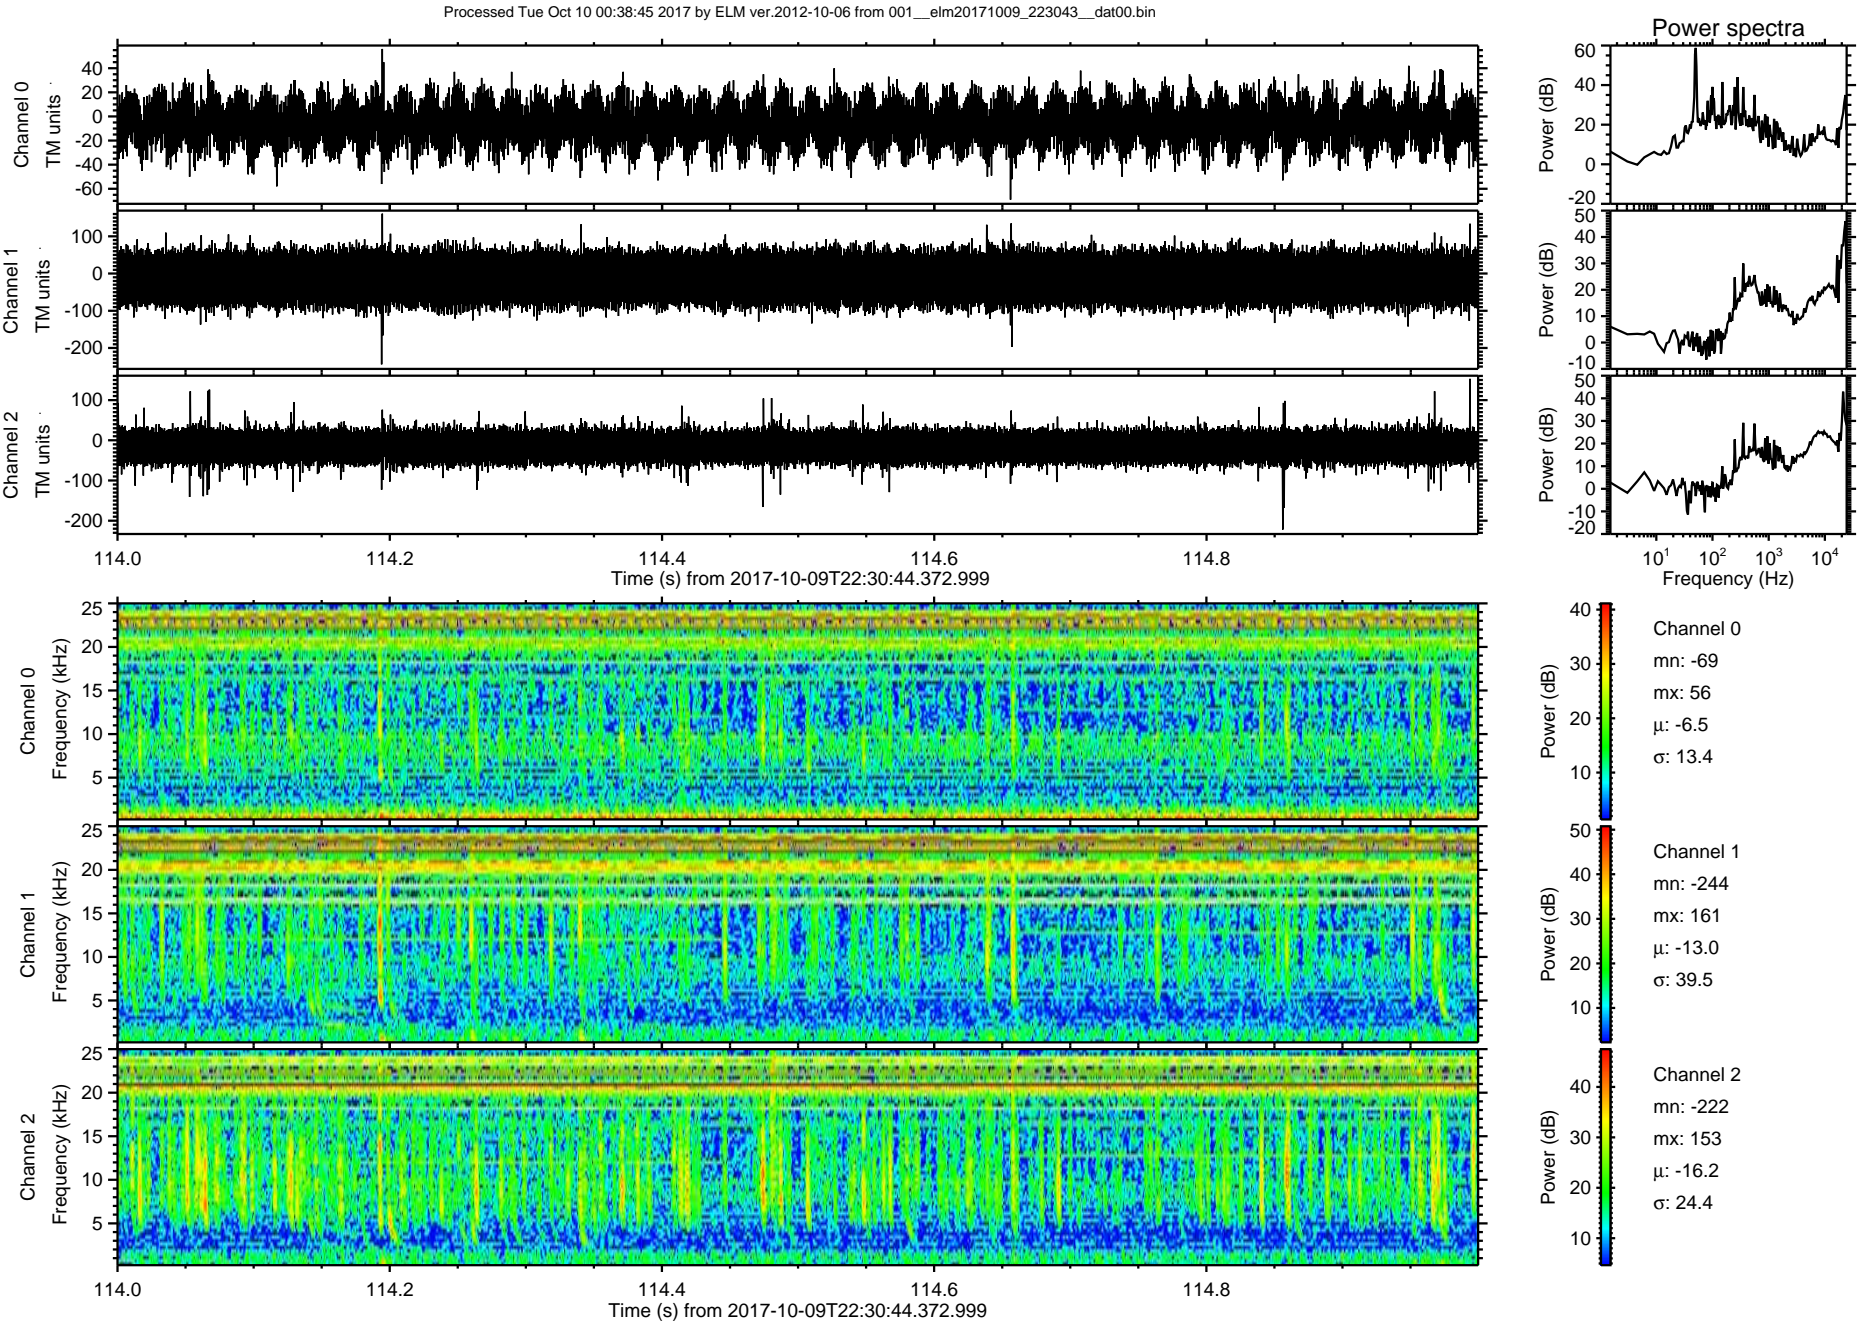 Processed Tue Oct 10 00:38:45 2017 by ELM ver.2012-10-06 from 001__elm20171009_223043__dat00.bin
Power spectra
Channel 0
TM units
40
20
0
-20
-40
-60
Power (dB)
60
40
20
0
-20
Channel 1
TM units
100
0
-100
-200
Power (dB)
50
40
30
20
10
0
-10
Channel 2
TM units
100
0
-100
-200
Power (dB)
50
40
30
20
10
0
-10
-20
114.0 114.2 114.4 114.6 114.8
Time (s) from 2017-10-09T22:30:44.372.999
10^1 10^2 10^3 10^4
Frequency (Hz)
Channel 0
Frequency (kHz)
25
20
15
10
5
Power (dB)
40
30
20
10
Channel 0
mn: -69
mx: 56
μ: -6.5
σ: 13.4
Channel 1
Frequency (kHz)
25
20
15
10
5
Power (dB)
50
40
30
20
10
Channel 1
mn: -244
mx: 161
μ: -13.0
σ: 39.5
Channel 2
Frequency (kHz)
25
20
15
10
5
Power (dB)
40
30
20
10
Channel 2
mn: -222
mx: 153
μ: -16.2
σ: 24.4
114.0 114.2 114.4 114.6 114.8
Time (s) from 2017-10-09T22:30:44.372.999